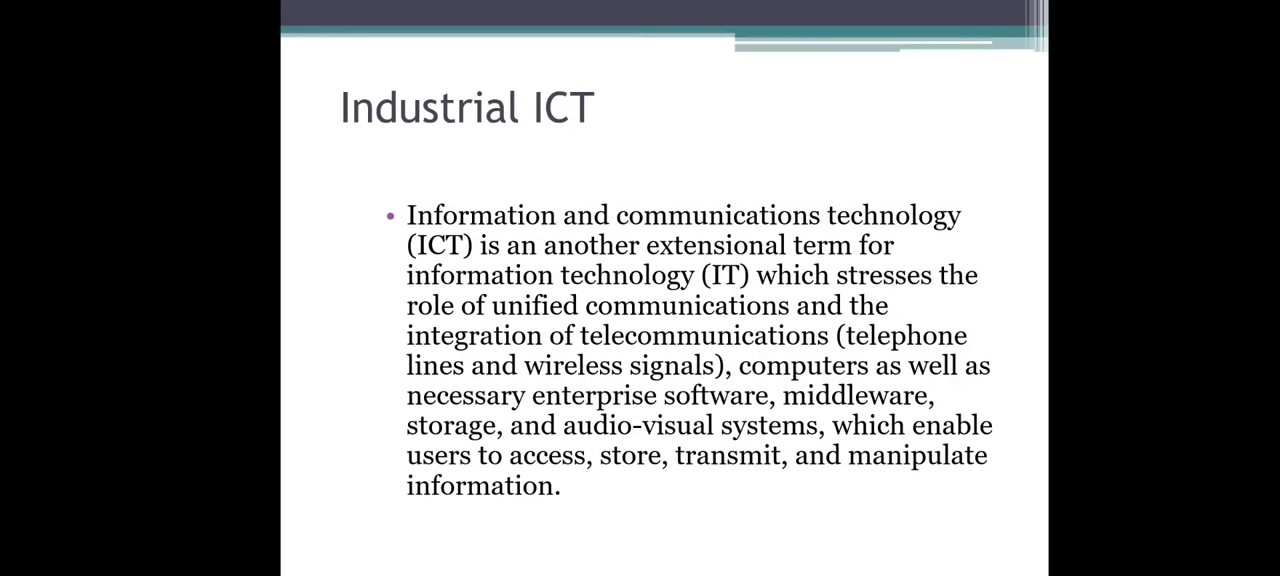 Industrial ICT
• Information and communications technology
(ICT) is an another extensional term for
information technology (IT) which stresses the
role of unified communications and the
integration of telecommunications (telephone
lines and wireless signals), computers as well as
necessary enterprise software, middleware,
storage, and audio-visual systems, which enable
users to access, store, transmit, and manipulate
information.